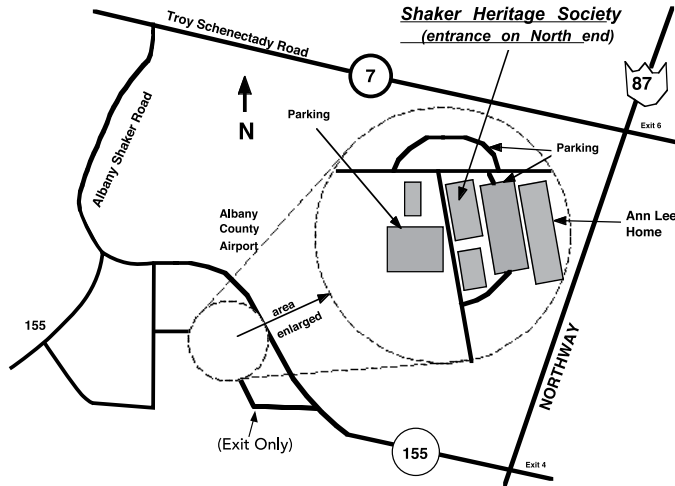 Shaker Heritage Society
(entrance on North end)
Troy Schenectady Road
7
87
Exit 6
N
Parking
Parking
Albany Shaker Road
Albany
County
Airport
Ann Lee
Home
area
enlarged
155
NORTHWAY
(Exit Only)
155
Exit 4